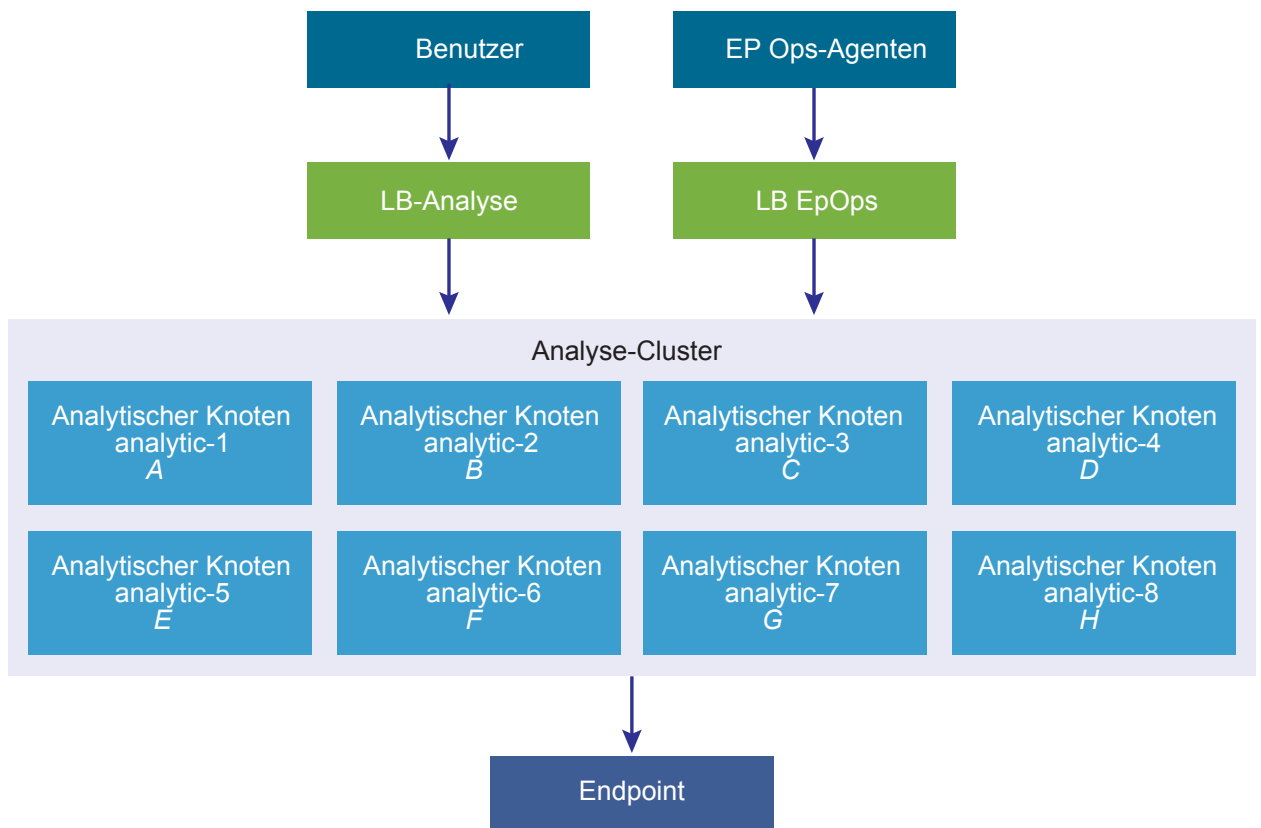 Benutzer
EP Ops-Agenten
LB-Analyse
LB EpOps
Analyse-Cluster
Analytischer Knoten
analytic-1
A
Analytischer Knoten
analytic-2
B
Analytischer Knoten
analytic-3
C
Analytischer Knoten
analytic-4
D
Analytischer Knoten
analytic-5
E
Analytischer Knoten
analytic-6
F
Analytischer Knoten
analytic-7
G
Analytischer Knoten
analytic-8
H
Endpoint